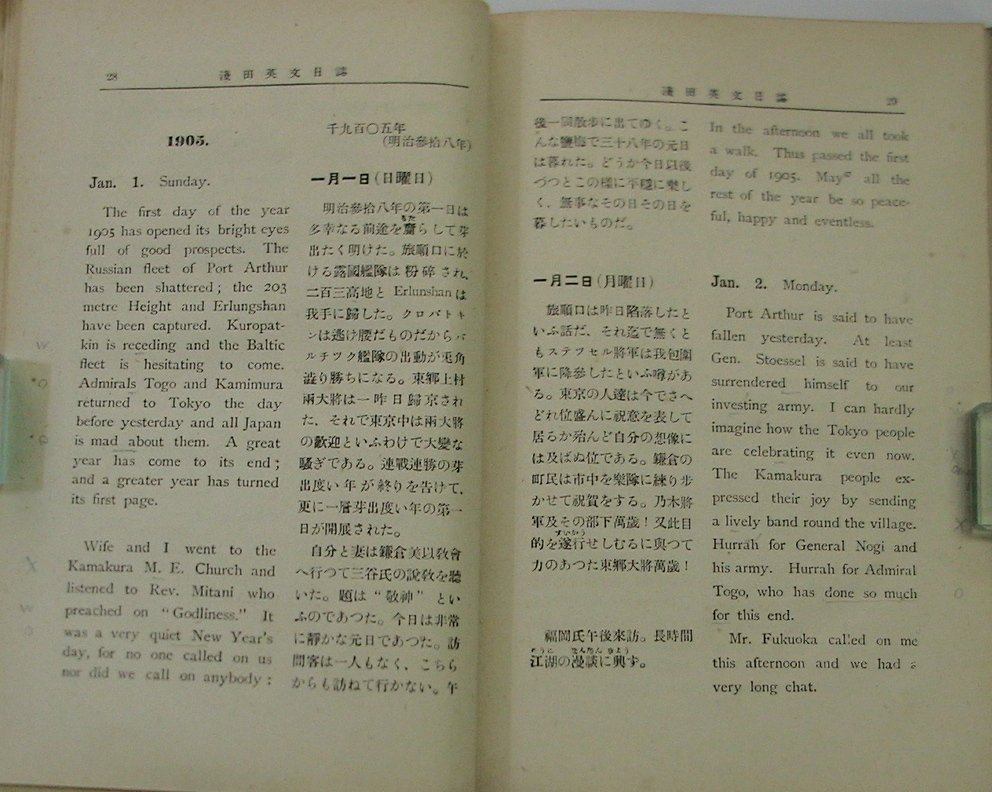 28
淺田英文日誌
1905.
Jan. 1. Sunday.
The first day of the year
1905 has opened its bright eyes
full of good prospects. The
Russian fleet of Port Arthur
has been shattered; the 203
metre Height and Erlungshan
have been captured. Kuropat-
kin is receding and the Baltic
fleet is hesitating to come.
Admirals Togo and Kamimura
returned to Tokyo the day
before yesterday and all Japan
is mad about them. A great
year has come to its end;
and a greater year has turned
its first page.
Wife and I went to the
Kamakura M. E. Church and
listened to Rev. Mitani who
preached on "Godliness." It
was a very quiet New Year's
day, for no one called on us
nor did we call on anybody;
千九百〇五年
(明治參拾八年)
一月一日(日曜日)
明治參拾八年の第一日は
多幸なる前途を齎らして芽
出たく明けた。旅順口に於
ける露國艦隊は粉碎され、
二百三高地と Erlunshan は
我手に歸した。クロパトキ
ンは逃け腰だものだからバ
ルチック艦隊の出動が兎角
澁り勝ちになる。東郷上村
兩大將は一昨日歸京され
た、それで東京中は兩大將
の歡迎といふわけで大變な
騷ぎである。連戰連勝の芽
出度い年が終りを告けて、
更に一層芽出度い年の第一
日が開展された。
自分と妻は鎌倉美以敎會
へ行つて三谷氏の說敎を聽
いた。題は“敬神”とい
ふのであつた。今日は非常
に靜かな元日であつた。訪
問客は一人もなく、こちら
からも訪ねて行かない。午
淺田英文日誌
29
後一同散歩に出てゆく。こ
んな鹽梅で三十八年の元日
は暮れた。どうか今日以後
づつとこの樣に平穩に樂し
く、無事なその日その日を
暮したいものだ。
一月二日(月曜日)
旅順口は昨日陷落したと
いふ話だ、それ迄で無くと
もステツセル將軍は我包圍
軍に降參したといふ噂があ
る。東京の人達は今でさへ
どれ位盛んに祝意を表して
居るか殆んど自分の想像に
は及ばぬ位である。鎌倉の
町民は市中を樂隊に練り歩
かせて祝賀をする。乃木將
軍及その部下萬歲!又此目
的を遂行せしむるに與つて
力のあつた東郷大將萬歲!
福岡氏午後來訪。長時間
江湖の漫談に興す。
In the afternoon we all took
a walk. Thus passed the first
day of 1905. May all the
rest of the year be so peace-
ful, happy and eventless.
Jan. 2. Monday.
Port Arthur is said to have
fallen yesterday. At least
Gen. Stoessel is said to have
surrendered himself to our
investing army. I can hardly
imagine how the Tokyo people
are celebrating it even now.
The Kamakura people ex-
pressed their joy by sending
a lively band round the village.
Hurrah for General Nogi and
his army. Hurrah for Admiral
Togo, who has done so much
for this end.
Mr. Fukuoka called on me
this afternoon and we had a
very long chat.